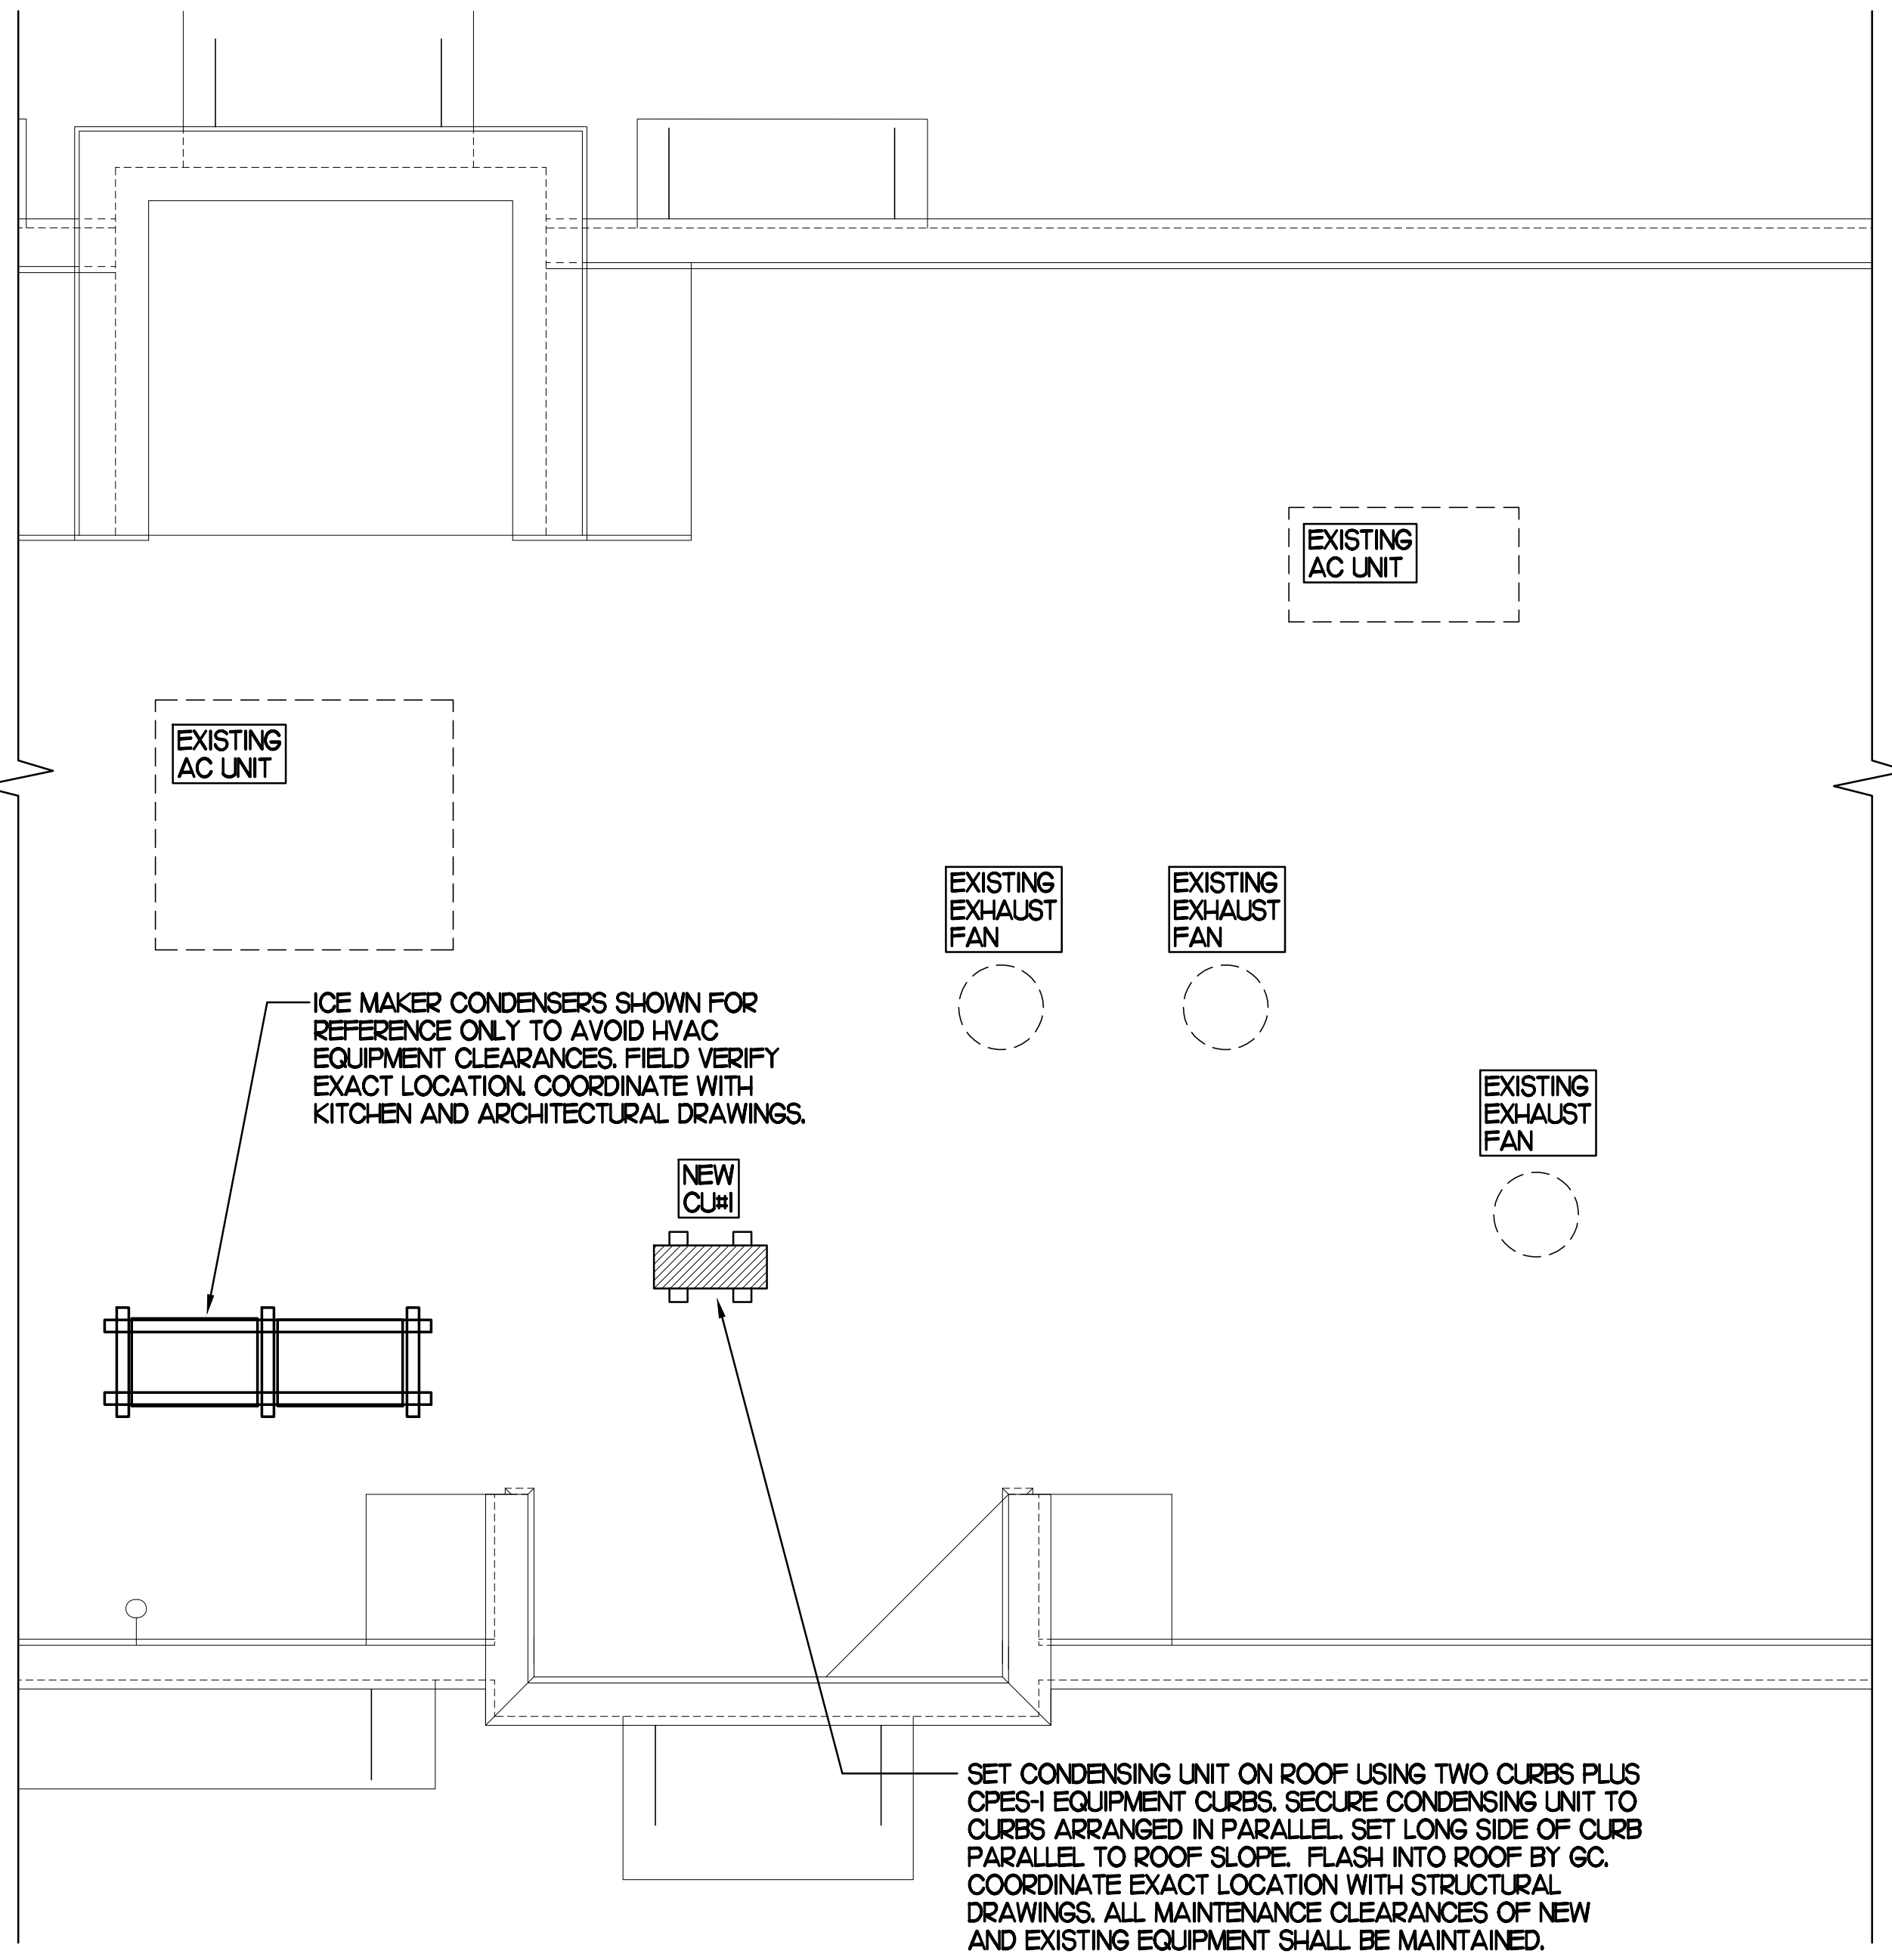 EXISTING
AC UNIT
EXISTING
AC UNIT
EXISTING
EXHAUST
FAN
EXISTING
EXHAUST
FAN
ICE MAKER CONDENSERS SHOWN FOR
REFERENCE ONLY TO AVOID HVAC
EQUIPMENT CLEARANCES. FIELD VERIFY
EXACT LOCATION. COORDINATE WITH
KITCHEN AND ARCHITECTURAL DRAWINGS.
EXISTING
EXHAUST
FAN
NEW
CU#1
SET CONDENSING UNIT ON ROOF USING TWO CURBS PLUS
CPES-1 EQUIPMENT CURBS. SECURE CONDENSING UNIT TO
CURBS ARRANGED IN PARALLEL. SET LONG SIDE OF CURB
PARALLEL TO ROOF SLOPE. FLASH INTO ROOF BY GC.
COORDINATE EXACT LOCATION WITH STRUCTURAL
DRAWINGS. ALL MAINTENANCE CLEARANCES OF NEW
AND EXISTING EQUIPMENT SHALL BE MAINTAINED.